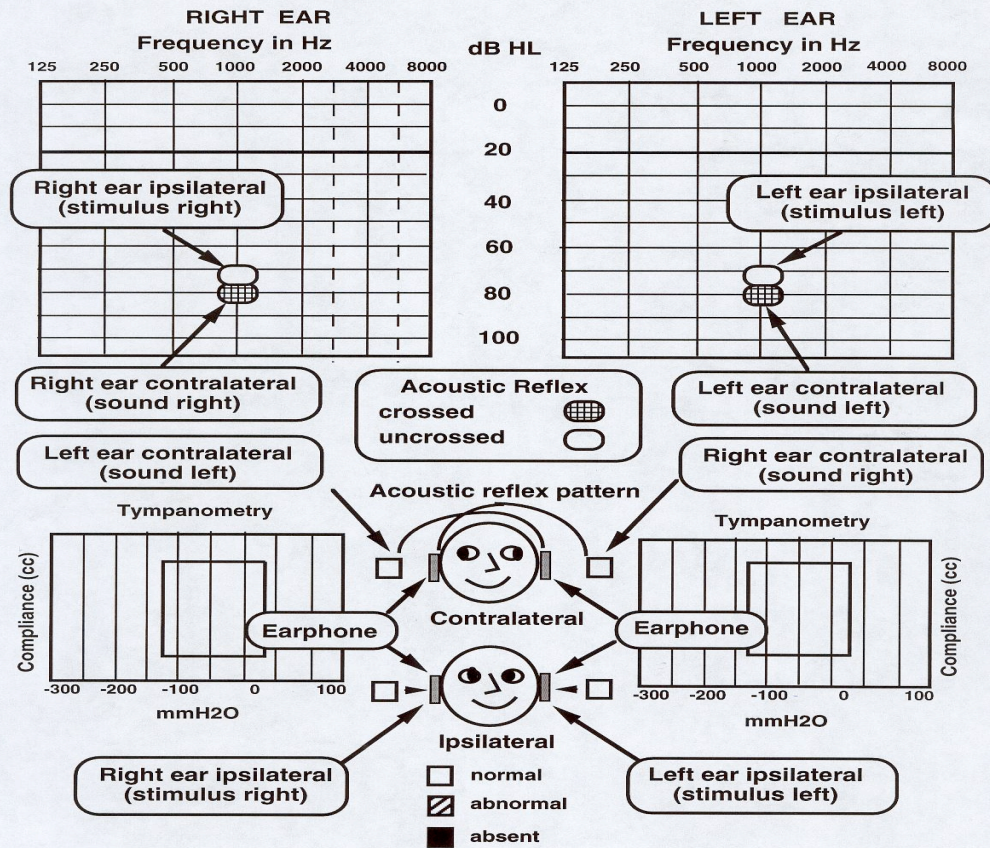 RIGHT EAR
Frequency in Hz
125 250 500 1000 2000 4000 8000
dB HL
LEFT EAR
Frequency in Hz
125 250 500 1000 2000 4000 8000
0
20
40
60
80
100
Right ear ipsilateral
(stimulus right)
Left ear ipsilateral
(stimulus left)
Right ear contralateral
(sound right)
Acoustic Reflex
crossed
uncrossed
Left ear contralateral
(sound left)
Left ear contralateral
(sound left)
Right ear contralateral
(sound right)
Acoustic reflex pattern
Tympanometry
Compliance (cc)
-300 -200 -100 0 100
mmH2O
Tympanometry
Compliance (cc)
-300 -200 -100 0 100
mmH2O
Earphone
Contralateral
Earphone
Ipsilateral
Right ear ipsilateral
(stimulus right)
Left ear ipsilateral
(stimulus left)
normal
abnormal
absent